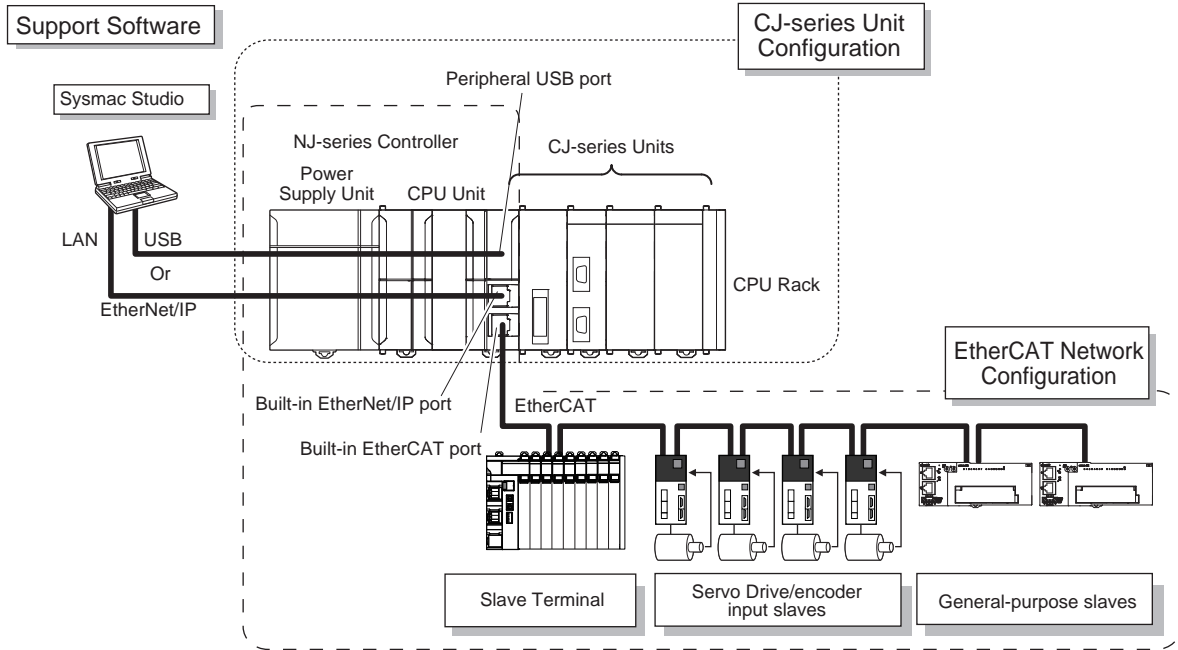 Support Software
CJ-series Unit
Configuration
Sysmac Studio
Peripheral USB port
NJ-series Controller
CJ-series Units
Power
Supply Unit
CPU Unit
LAN
USB
Or
EtherNet/IP
CPU Rack
EtherCAT Network
Configuration
Built-in EtherNet/IP port
EtherCAT
Built-in EtherCAT port
Slave Terminal
Servo Drive/encoder
input slaves
General-purpose slaves